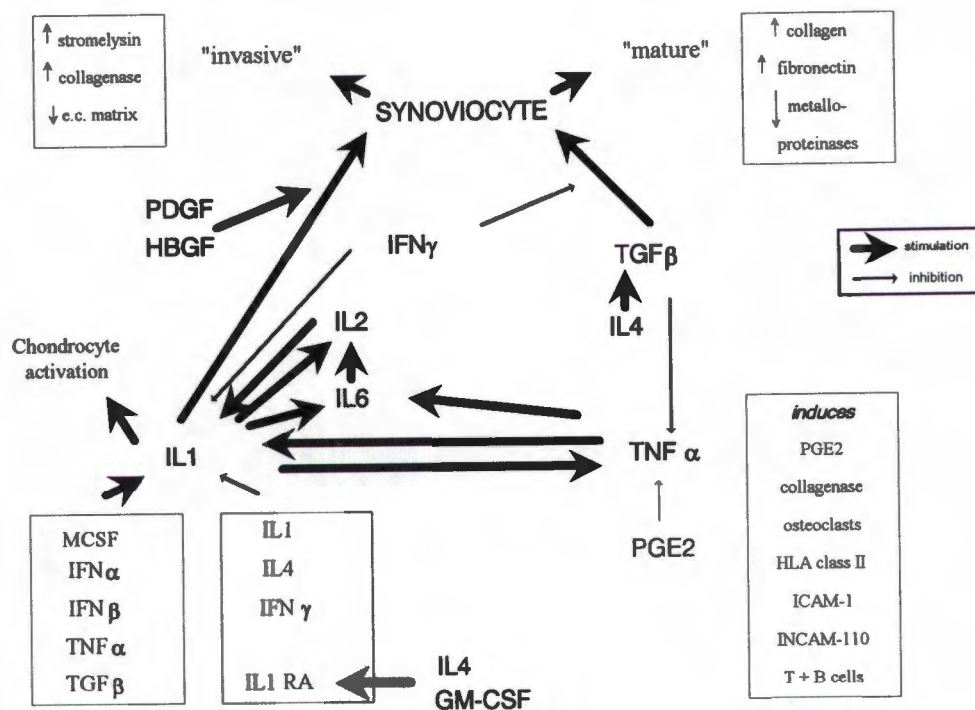 ↑ stromelysin
↑ collagenase
↓ e.c. matrix
"invasive"
"mature"
↑ collagen
↑ fibronectin
↓ metallo-
proteinases
SYNOVIOCYTE
PDGF
HBGF
IFNγ
TGF β
IL4
stimulation
inhibition
IL2
IL6
Chondrocyte
activation
IL1
TNF α
PGE2
induces
PGE2
collagenase
osteoclasts
HLA class II
ICAM-1
INCAM-110
T + B cells
MCSF
IFN α
IFN β
TNF α
TGF β
IL1
IL4
IFN γ
IL1 RA
IL4
GM-CSF